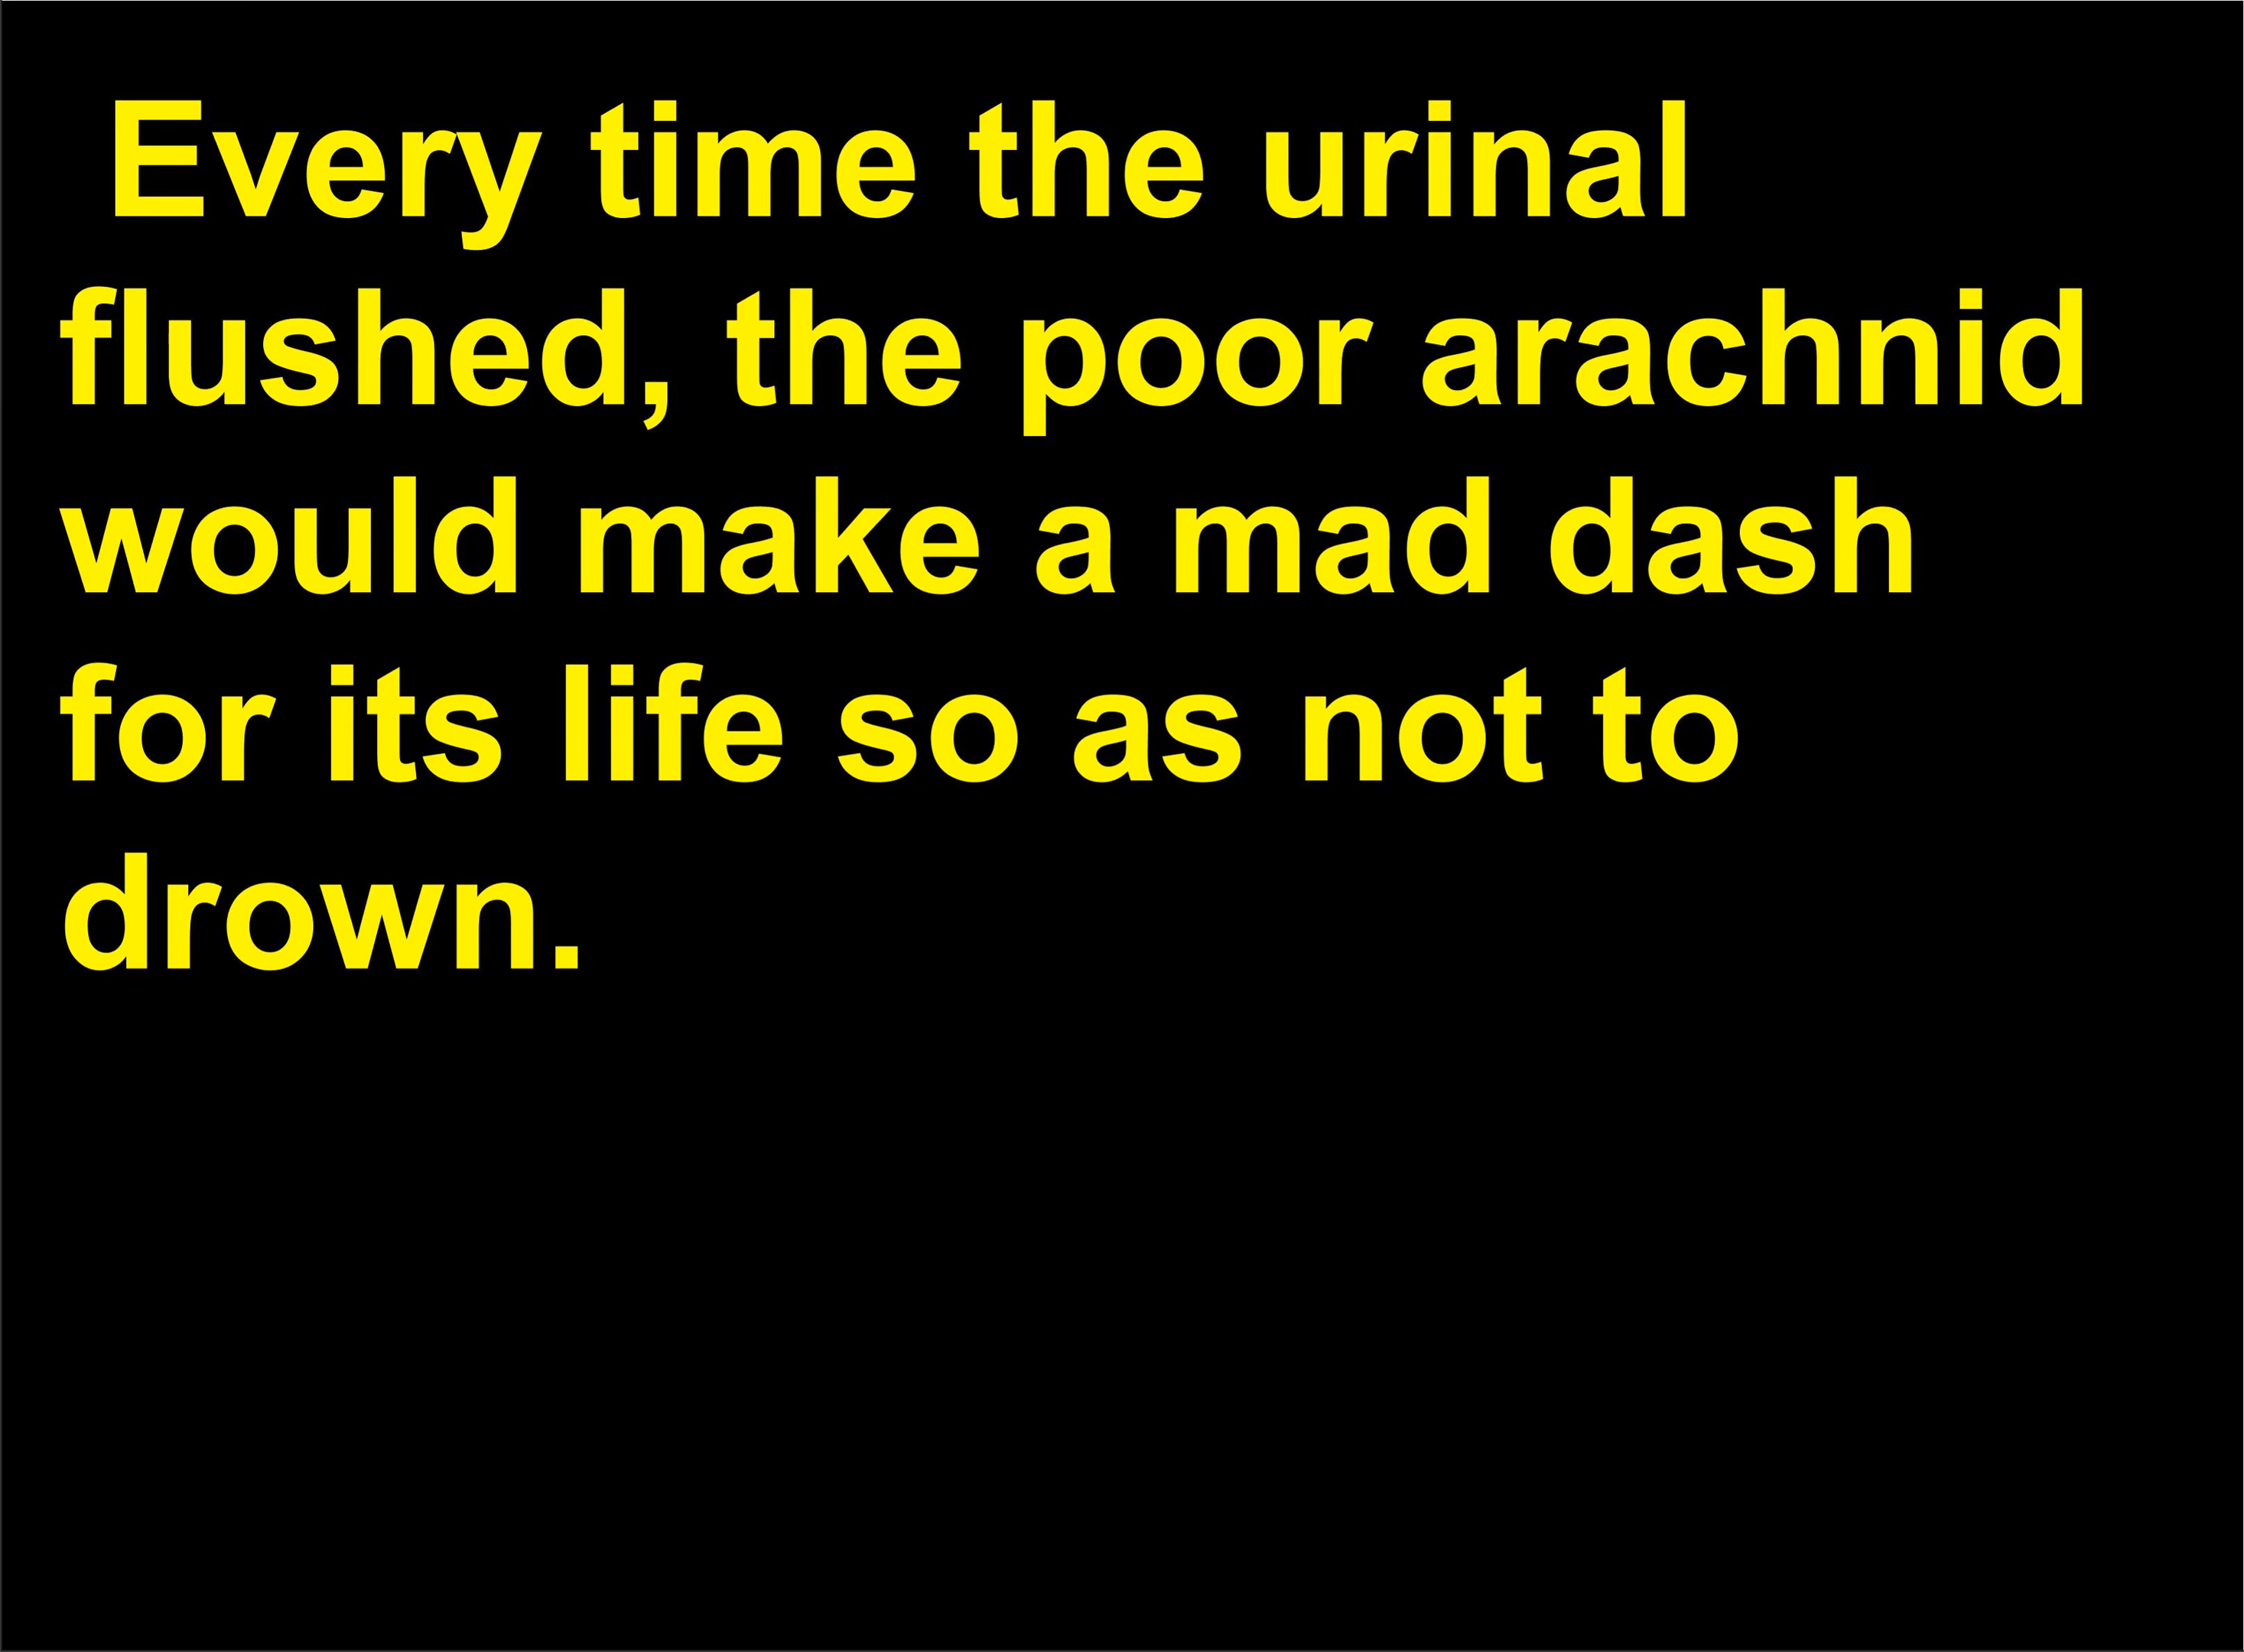 Every time the urinal
flushed, the poor arachnid
would make a mad dash
for its life so as not to
drown.